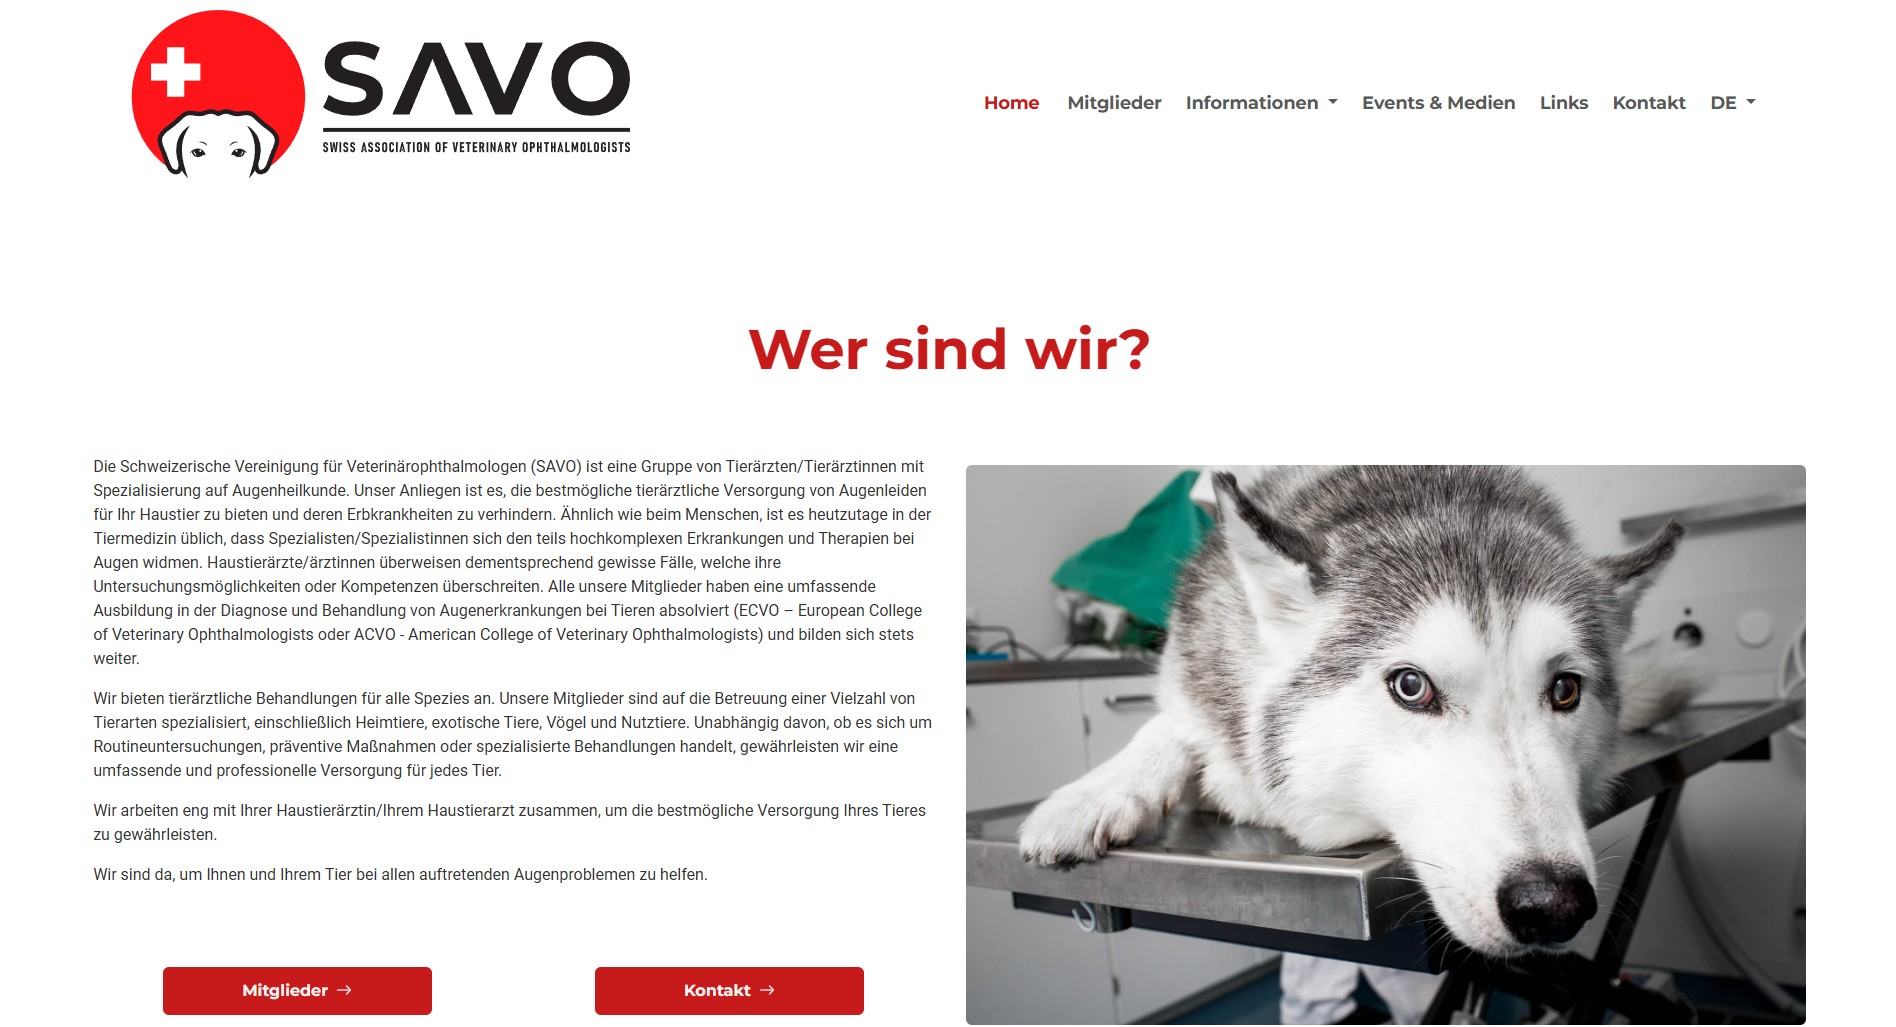 SAVO
SWISS ASSOCIATION OF VETERINARY OPHTHALMOLOGISTS
Home Mitglieder Informationen Events & Medien Links Kontakt DE
Wer sind wir?
Die Schweizerische Vereinigung für Veterinärophthalmologen (SAVO) ist eine Gruppe von Tierärzten/Tierärztinnen mit
Spezialisierung auf Augenheilkunde. Unser Anliegen ist es, die bestmögliche tierärztliche Versorgung von Augenleiden
für Ihr Haustier zu bieten und deren Erbkrankheiten zu verhindern. Ähnlich wie beim Menschen, ist es heutzutage in der
Tiermedizin üblich, dass Spezialisten/Spezialistinnen sich den teils hochkomplexen Erkrankungen und Therapien bei
Augen widmen. Haustierärzte/ärztinnen überweisen dementsprechend gewisse Fälle, welche ihre
Untersuchungsmöglichkeiten oder Kompetenzen überschreiten. Alle unsere Mitglieder haben eine umfassende
Ausbildung in der Diagnose und Behandlung von Augenerkrankungen bei Tieren absolviert (ECVO – European College
of Veterinary Ophthalmologists oder ACVO - American College of Veterinary Ophthalmologists) und bilden sich stets
weiter.
Wir bieten tierärztliche Behandlungen für alle Spezies an. Unsere Mitglieder sind auf die Betreuung einer Vielzahl von
Tierarten spezialisiert, einschließlich Heimtiere, exotische Tiere, Vögel und Nutztiere. Unabhängig davon, ob es sich um
Routineuntersuchungen, präventive Maßnahmen oder spezialisierte Behandlungen handelt, gewährleisten wir eine
umfassende und professionelle Versorgung für jedes Tier.
Wir arbeiten eng mit Ihrer Haustierärztin/Ihrem Haustierarzt zusammen, um die bestmögliche Versorgung Ihres Tieres
zu gewährleisten.
Wir sind da, um Ihnen und Ihrem Tier bei allen auftretenden Augenproblemen zu helfen.
Mitglieder →
Kontakt →